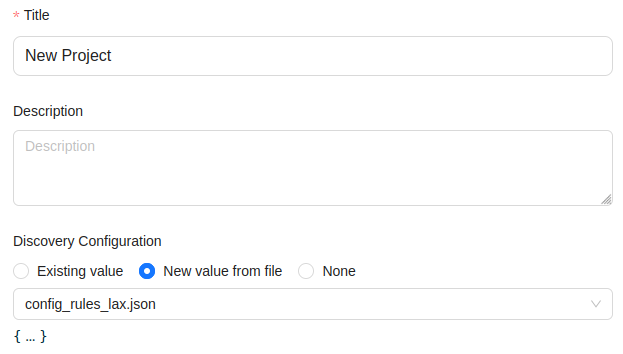 * Title
New Project
Description
Description
Discovery Configuration
Existing value New value from file None
config_rules_lax.json
{ ... }